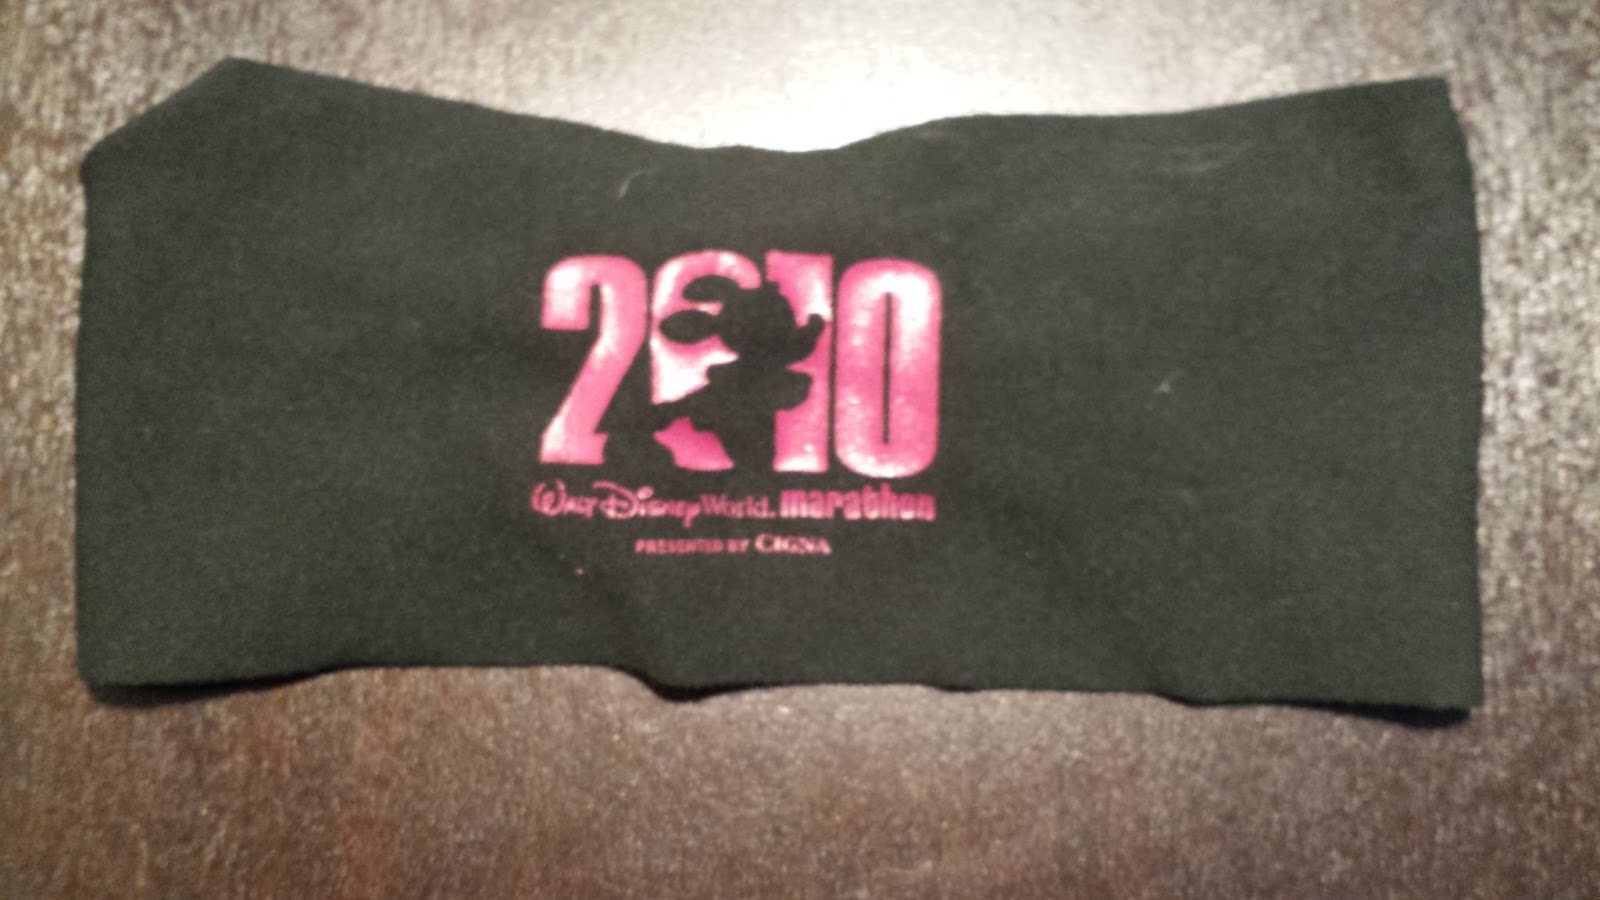 2010
Walt Disney World. marathon
PRESENTED BY CIGNA